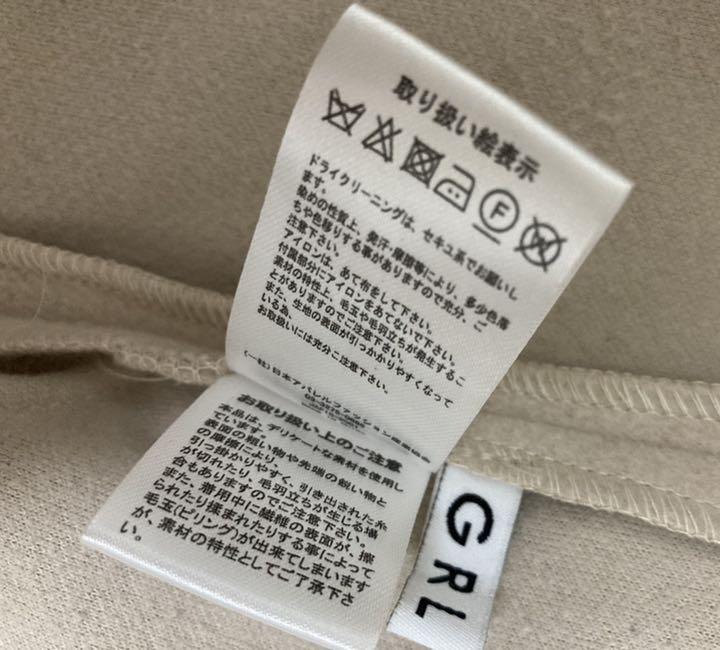 取り扱い絵表示
F
ドライクリーニングは、セキユ系でお願いし
ます。
染めの性質上、発汗・摩擦等により、多少色落
ちや色移りする事がありますので充分、ご
注意下さい。
アイロンは、あて布をして下さい。
付属部分にアイロンをあてないで下さい。
素材の特性上、毛玉や毛羽立ちが発生するこ
とがありますのでご注意下さい。
また、生地の表面が引っかかりやすくなって
いる為、
お取扱いには充分ご注意下さい。
(一社)日本アパレルファッション産業協会
お取り扱い上のご注意
本品は、デリケートな素材を使用し
ています。
表面の粗い物や先端の鋭い物と
の摩擦により、
引っ掛かりやすく、引き出された糸
が切れたり、毛羽立ちが生じる場
合もありますのでご注意下さい。
また、着用中に繊維の表面が、擦
られたり揉まれたりする事によって
毛玉(ピリング)が出来てしまいます
が、素材の特性としてご了承下さ
い。
GRL